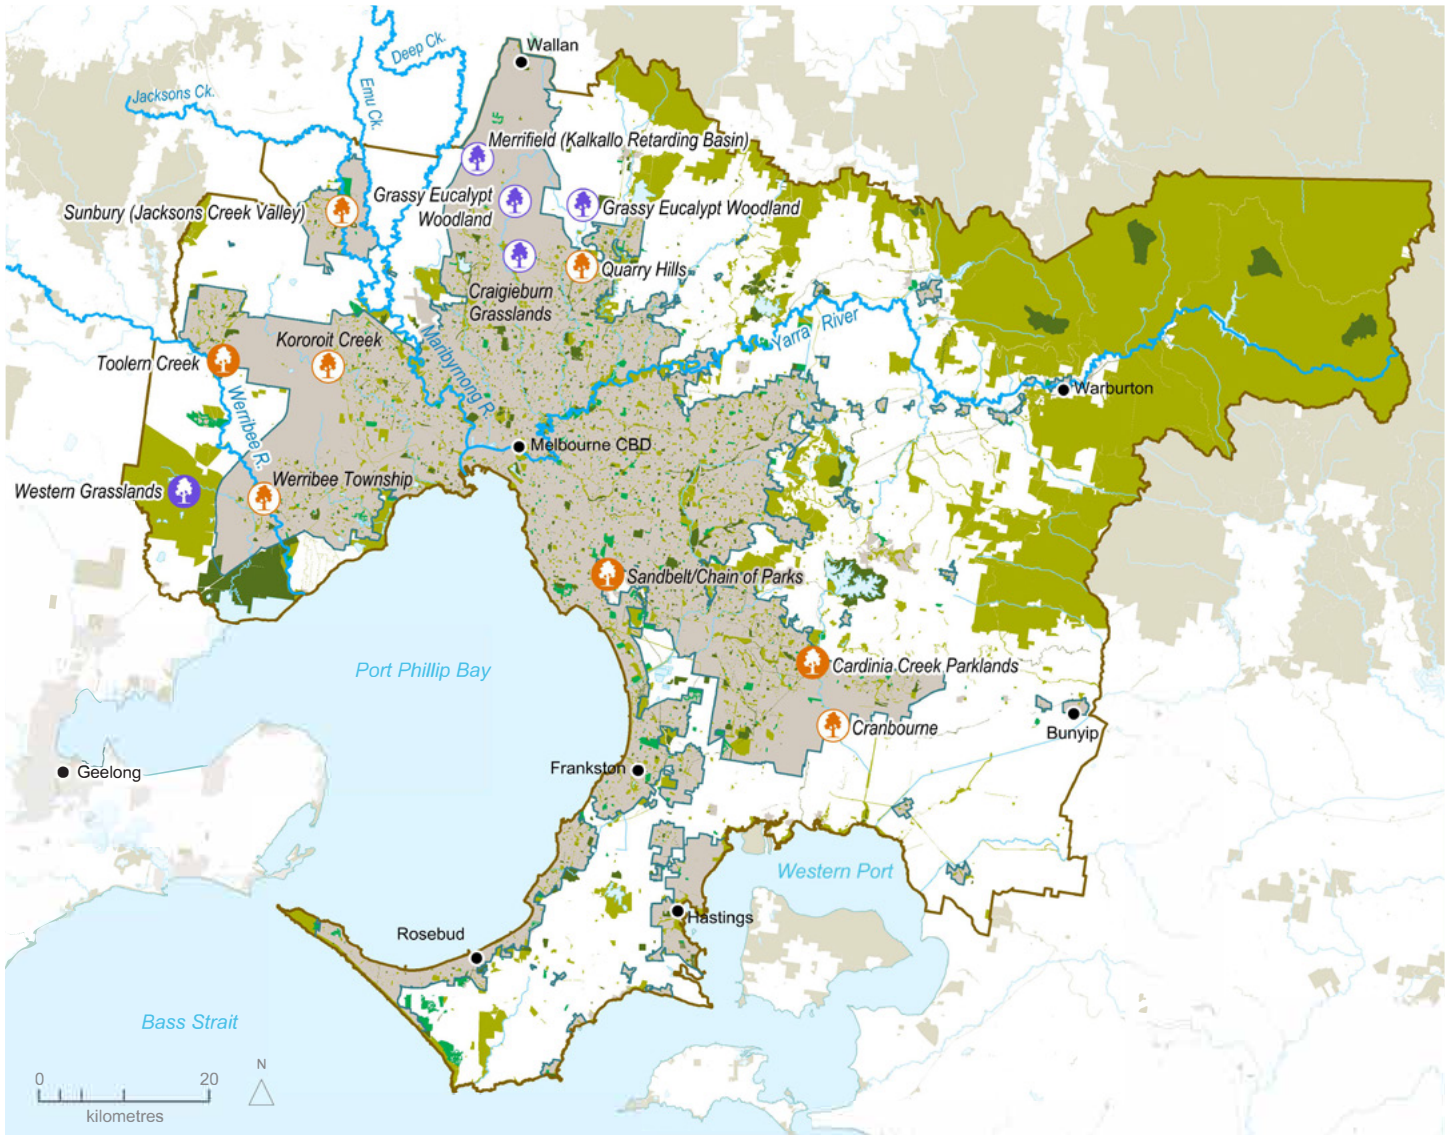 Wallan
Deep Ck.
Emu Ck.
Jacksons Ck.
Merrifield (Kalkallo Retarding Basin)
Grassy Eucalypt
Woodland
Grassy Eucalypt Woodland
Sunbury (Jacksons Creek Valley)
Quarry Hills
Craigieburn
Grasslands
Maribyrnong R.
Yarra River
Kororoit Creek
Toolern Creek
Werribee R.
Warburton
Melbourne CBD
Werribee Township
Western Grasslands
Sandbelt/Chain of Parks
Port Phillip Bay
Cardinia Creek Parklands
Cranbourne
Bunyip
Geelong
Frankston
Western Port
Hastings
Rosebud
Bass Strait
N
0 20
kilometres